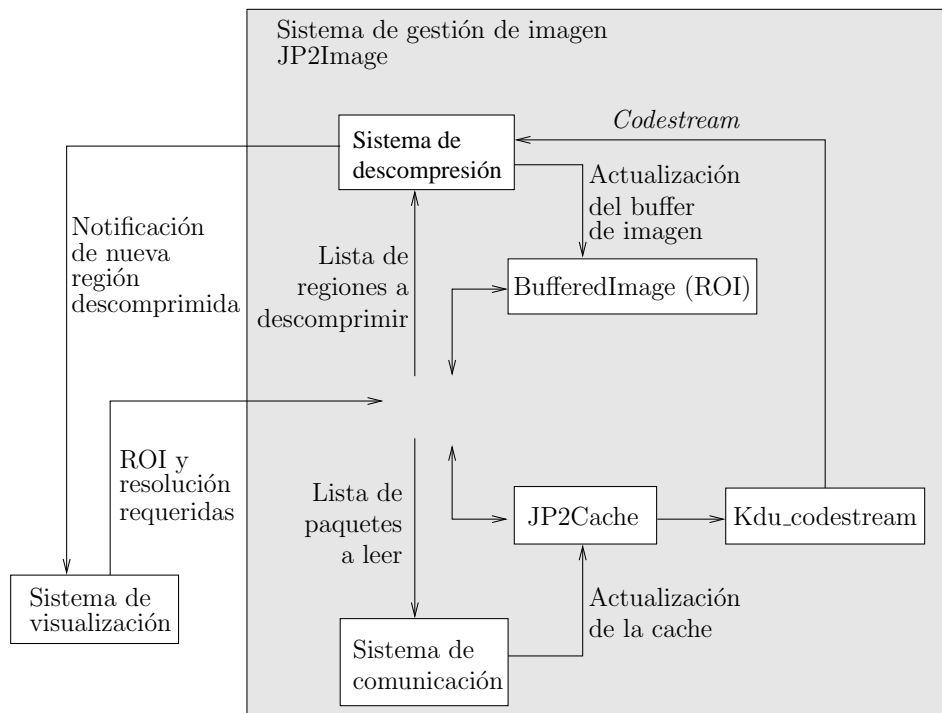 Sistema de gestión de imagen
JP2Image
Codestream
Sistema de
descompresión
Actualización
del buffer
de imagen
Notificación
de nueva
región
descomprimida
Lista de
regiones a
descomprimir
BufferedImage (ROI)
ROI y
resolución
requeridas
Lista de
paquetes
a leer
JP2Cache
Kdu_codestream
Sistema de
visualización
Actualización
de la cache
Sistema de
comunicación